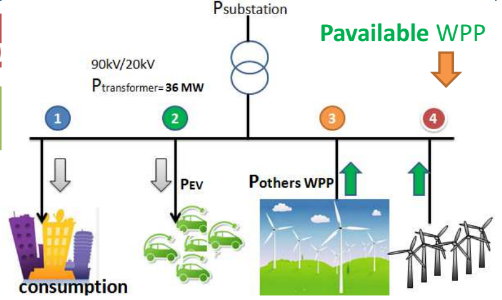 Psubstation
Pavailable WPP
90kV/20kV
Ptransformer= 36 MW
1
2
3
4
PEV
Pothers WPP
consumption